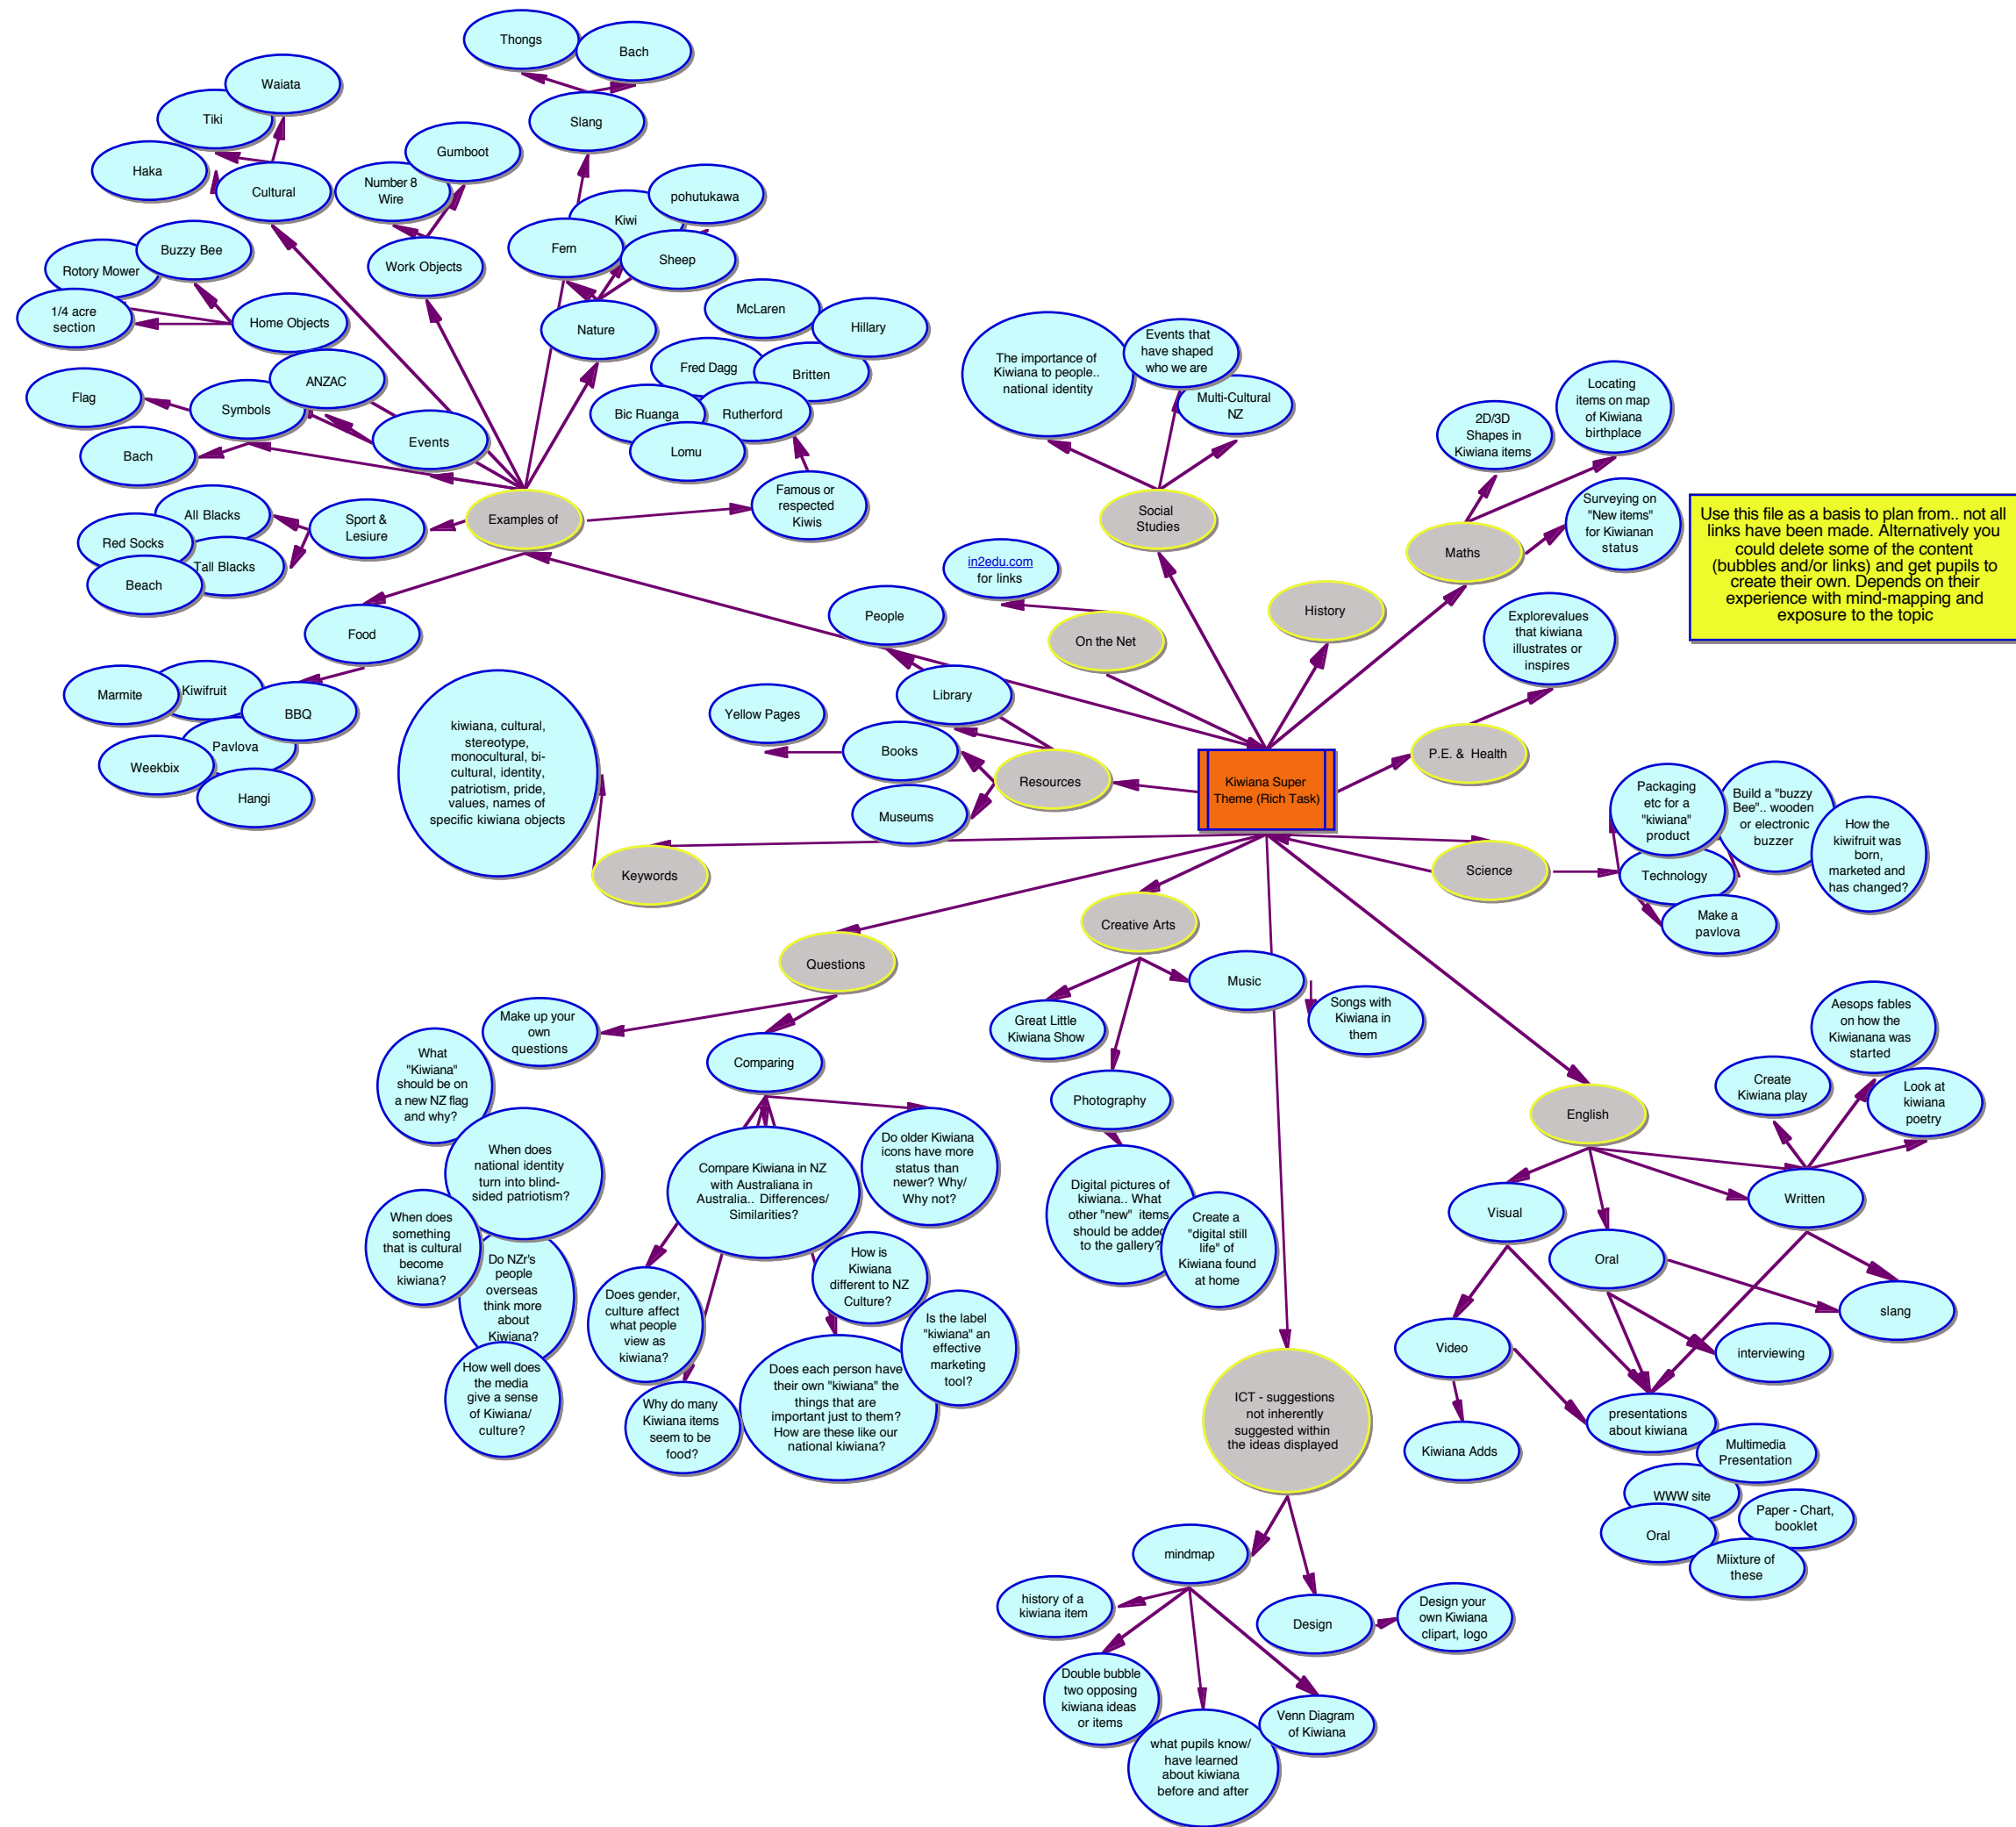 Thongs
Bach
Waiata
Tiki
Slang
Gumboot
Haka
Cultural
Number 8
Wire
pohutukawa
Kiwi
Fern
Sheep
Buzzy Bee
Rotory Mower
Work Objects
1/4 acre
section
Home Objects
Nature
McLaren
Hillary
Fred Dagg
Britten
ANZAC
Flag
Symbols
Bic Ruanga
Rutherford
Events
Lomu
Bach
Famous or
respected
Kiwis
Examples of
All Blacks
Sport &
Lesiure
Red Socks
Tall Blacks
Beach
Food
Marmite
Kiwifruit
BBQ
Pavlova
Weekbix
Hangi
The importance of
Kiwiana to people..
national identity
Events that
have shaped
who we are
Multi-Cultural
NZ
Social
Studies
2D/3D
Shapes in
Kiwiana items
Locating
items on map
of Kiwiana
birthplace
Surveying on
"New items"
for Kiwianan
status
Maths
Use this file as a basis to plan from.. not all
links have been made. Alternatively you
could delete some of the content
(bubbles and/or links) and get pupils to
create their own. Depends on their
experience with mind-mapping and
exposure to the topic
in2edu.com
for links
On the Net
History
Explorevalues
that kiwiana
illustrates or
inspires
P.E. &  Health
People
Library
Yellow Pages
Books
Resources
Museums
Kiwiana Super
Theme (Rich Task)
kiwiana, cultural,
stereotype,
monocultural, bi-
cultural, identity,
patriotism, pride,
values, names of
specific kiwiana objects
Keywords
Science
Packaging
etc for a
"kiwiana"
product
Build a "buzzy
Bee".. wooden
or electronic
buzzer
How the
kiwifruit was
born,
marketed and
has changed?
Technology
Make a
pavlova
Creative Arts
Questions
Music
Great Little
Kiwiana Show
Songs with
Kiwiana in
them
Photography
Digital pictures of
kiwiana.. What
other "new"  items
should be added
to the gallery?
Create a
"digital still
life" of
Kiwiana found
at home
Make up your
own
questions
Comparing
What
"Kiwiana"
should be on
a new NZ flag
and why?
When does
national identity
turn into blind-
sided patriotism?
When does
something
that is cultural
become
kiwiana?
Do NZr's
people
overseas
think more
about
Kiwiana?
How well does
the media
give a sense
of Kiwiana/
culture?
Compare Kiwiana in NZ
with Australiana in
Australia.. Differences/
Similarities?
Do older Kiwiana
icons have more
status than
newer? Why/
Why not?
How is
Kiwiana
different to NZ
Culture?
Does gender,
culture affect
what people
view as
kiwiana?
Is the label
"kiwiana" an
effective
marketing
tool?
Does each person have
their own "kiwiana" the
things that are
important just to them?
How are these like our
national kiwiana?
Why do many
Kiwiana items
seem to be
food?
English
Aesops fables
on how the
Kiwianana was
started
Create
Kiwiana play
Look at
kiwiana
poetry
Written
Visual
Oral
slang
Video
interviewing
presentations
about kiwiana
Kiwiana Adds
Multimedia
Presentation
WWW site
Paper - Chart,
booklet
Oral
Miixture of
these
ICT - suggestions
not inherently
suggested within
the ideas displayed
mindmap
history of a
kiwiana item
Design
Design your
own Kiwiana
clipart, logo
Double bubble
two opposing
kiwiana ideas
or items
Venn Diagram
of Kiwiana
what pupils know/
have learned
about kiwiana
before and after